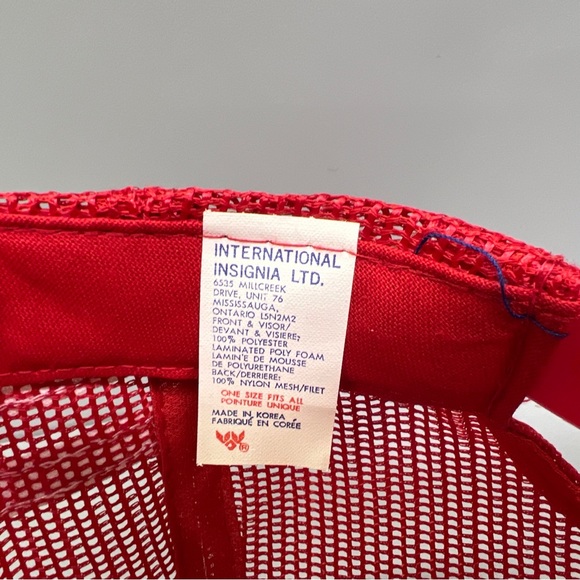 INTERNATIONAL
INSIGNIA LTD.
6535 MILLCREEK
DRIVE, UNIT 76
MISSISSAUGA,
ONTARIO L5N2M2
FRONT & VISOR/
DEVANT & VISIERE;
100% POLYESTER
LAMINATED POLY FOAM
LAMIN'E DE MOUSSE
DE POLYURETHANE
BACK/DERRIERE:
100% NYLON MESH/FILET
ONE SIZE FITS ALL
POINTURE UNIQUE
MADE IN KOREA
FABRIQUÉ EN CORÉE
®